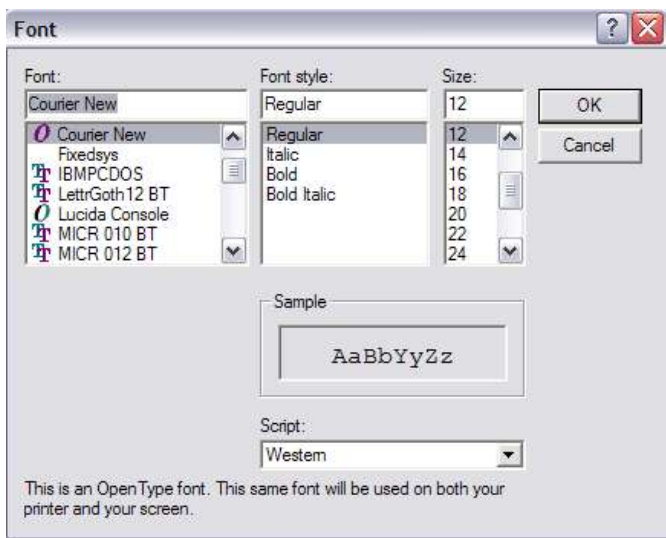 Font
Font:
Font style:
Size:
Courier New
Regular
12
OK
Cancel
Courier New
Fixedsys
IBMPCDOS
LettrGoth12 BT
Lucida Console
MICR 010 BT
MICR 012 BT
Regular
Italic
Bold
Bold Italic
12
14
16
18
20
22
24
Sample
AaBbYyZz
Script:
Western
This is an OpenType font. This same font will be used on both your
printer and your screen.